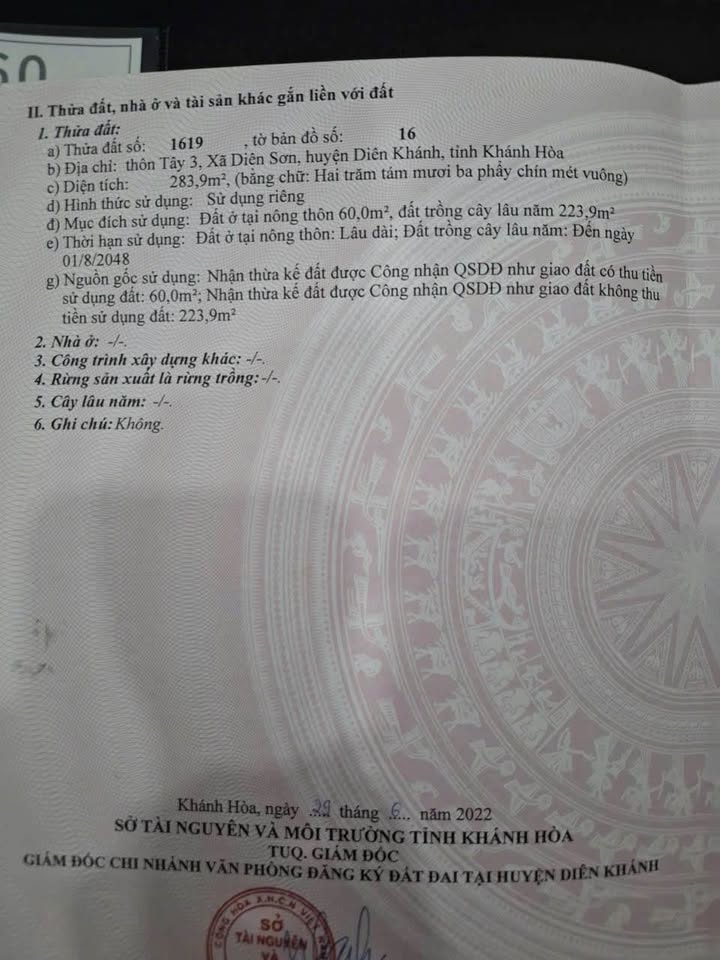 II. Thửa đất, nhà ở và tài sản khác gắn liền với đất
1. Thửa đất:
a) Thửa đất số: 1619 , tờ bản đồ số: 16
b) Địa chỉ: thôn Tây 3, Xã Diên Sơn, huyện Diên Khánh, tỉnh Khánh Hòa
c) Diện tích: 283,9m², (bằng chữ: Hai trăm tám mươi ba phẩy chín mét vuông)
d) Hình thức sử dụng: Sử dụng riêng
đ) Mục đích sử dụng: Đất ở tại nông thôn 60,0m², đất trồng cây lâu năm 223,9m²
e) Thời hạn sử dụng: Đất ở tại nông thôn: Lâu dài; Đất trồng cây lâu năm: Đến ngày
01/8/2048
g) Nguồn gốc sử dụng: Nhận thừa kế đất được Công nhận QSDĐ như giao đất có thu tiền
sử dụng đất: 60,0m²; Nhận thừa kế đất được Công nhận QSDĐ như giao đất không thu
tiền sử dụng đất: 223,9m²
2. Nhà ở: -/-.
3. Công trình xây dựng khác: -/-.
4. Rừng sản xuất là rừng trồng: -/-.
5. Cây lâu năm: -/-.
6. Ghi chú: Không.
Khánh Hòa, ngày 29 tháng 6 năm 2022
SỞ TÀI NGUYÊN VÀ MÔI TRƯỜNG TỈNH KHÁNH HÒA
TUQ. GIÁM ĐỐC
GIÁM ĐỐC CHI NHÁNH VĂN PHÒNG ĐĂNG KÝ ĐẤT ĐAI TẠI HUYỆN DIÊN KHÁNH
SỞ
TÀI NGUYÊN
VÀ